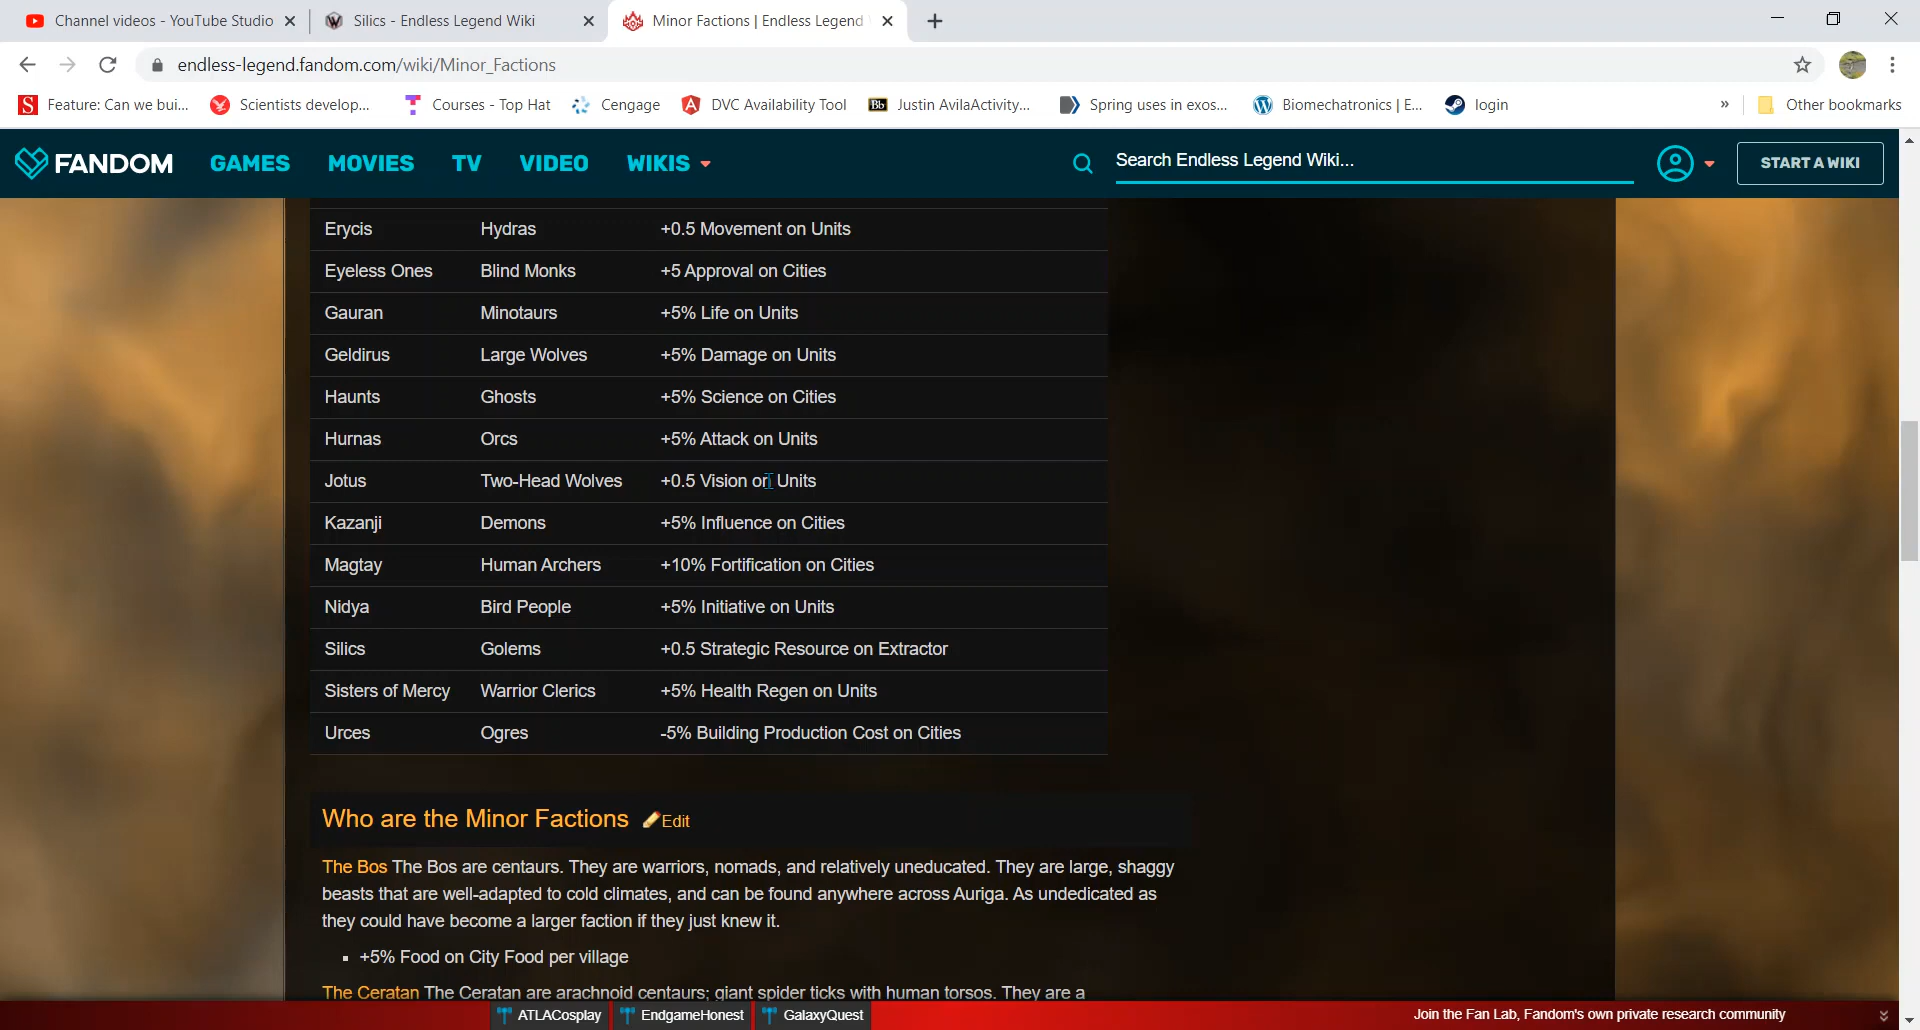 Channel videos - YouTube Studio
Silics - Endless Legend Wiki
Minor Factions | Endless Legend
endless-legend.fandom.com/wiki/Minor_Factions
S Feature: Can we bui...
Scientists develop...
Courses - Top Hat
Cengage
DVC Availability Tool
Bb Justin AvilaActivity...
Spring uses in exos...
Biomechatronics | E...
login
» Other bookmarks
FANDOM GAMES MOVIES TV VIDEO WIKIS
Search Endless Legend Wiki...
START A WIKI
Erycis Hydras +0.5 Movement on Units
Eyeless Ones Blind Monks +5 Approval on Cities
Gauran Minotaurs +5% Life on Units
Geldirus Large Wolves +5% Damage on Units
Haunts Ghosts +5% Science on Cities
Hurnas Orcs +5% Attack on Units
Jotus Two-Head Wolves +0.5 Vision on Units
Kazanji Demons +5% Influence on Cities
Magtay Human Archers +10% Fortification on Cities
Nidya Bird People +5% Initiative on Units
Silics Golems +0.5 Strategic Resource on Extractor
Sisters of Mercy Warrior Clerics +5% Health Regen on Units
Urces Ogres -5% Building Production Cost on Cities
Who are the Minor Factions Edit
The Bos The Bos are centaurs. They are warriors, nomads, and relatively uneducated. They are large, shaggy
beasts that are well-adapted to cold climates, and can be found anywhere across Auriga. As undedicated as
they could have become a larger faction if they just knew it.
▪ +5% Food on City Food per village
The Ceratan The Ceratan are arachnoid centaurs; giant spider ticks with human torsos. They are a
ATLACosplay EndgameHonest GalaxyQuest
Join the Fan Lab, Fandom's own private research community